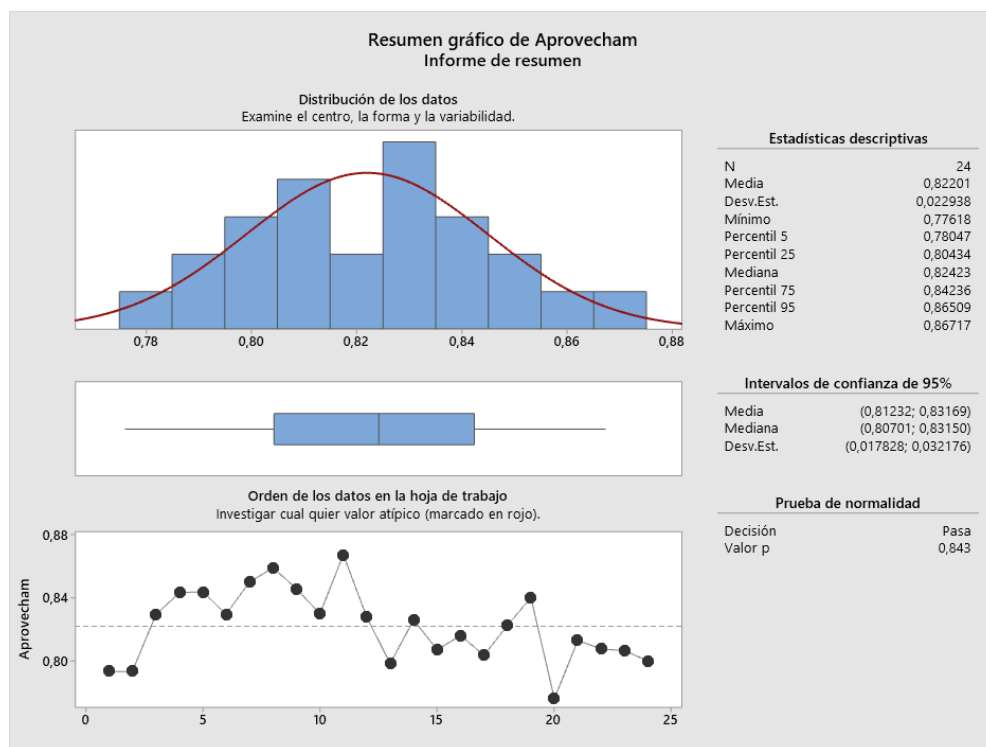 Resumen gráfico de Aprovecham
Informe de resumen
Distribución de los datos
Examine el centro, la forma y la variabilidad.
0,78 0,80 0,82 0,84 0,86 0,88
Orden de los datos en la hoja de trabajo
Investigar cual quier valor atípico (marcado en rojo).
Aprovecham
0,88
0,84
0,80
0 5 10 15 20 25
Estadísticas descriptivas
N 24
Media 0,82201
Desv.Est. 0,022938
Mínimo 0,77618
Percentil 5 0,78047
Percentil 25 0,80434
Mediana 0,82423
Percentil 75 0,84236
Percentil 95 0,86509
Máximo 0,86717
Intervalos de confianza de 95%
Media (0,81232; 0,83169)
Mediana (0,80701; 0,83150)
Desv.Est. (0,017828; 0,032176)
Prueba de normalidad
Decisión Pasa
Valor p 0,843